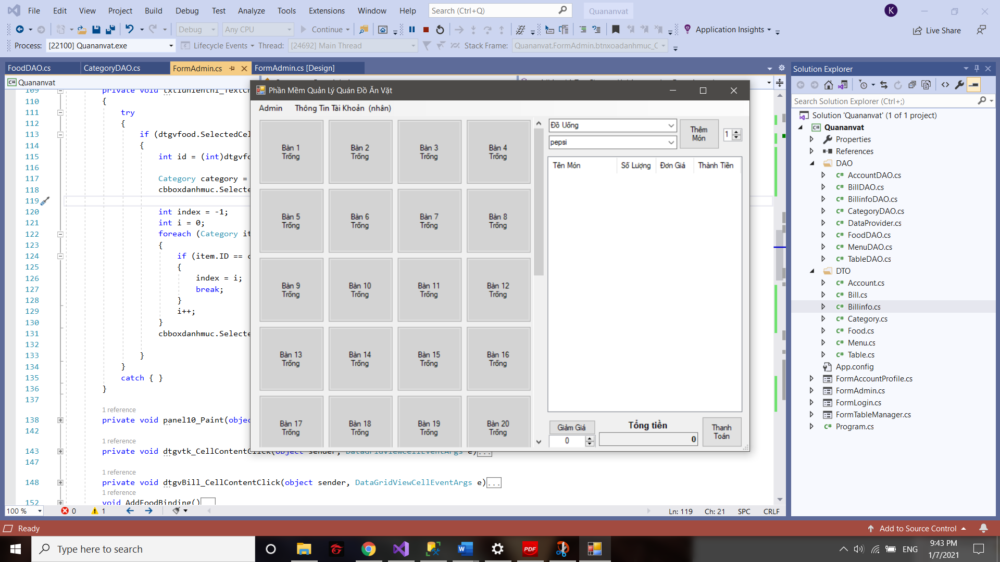 File Edit View Project Build Debug Test Analyze Tools Extensions Window Help Search (Ctrl+Q) Quananvat K
Debug Any CPU Continue Application Insights Live Share
Process: [22100] Quananvat.exe Lifecycle Events Thread: [24692] Main Thread Stack Frame: Quananvat.FormAdmin.btnxoadanhmuc_C
FoodDAO.cs CategoryDAO.cs FormAdmin.cs FormAdmin.cs [Design]
C# Quananvat
110 {
111 try
112 {
113 if (dtgvfood.SelectedCel
114 {
115 int id = (int)dtgvfo
116
117 Category category =
118 cbboxdanhmuc.Selecte
119
120 int index = -1;
121 int i = 0;
122 foreach (Category it
123 {
124 if (item.ID == c
125 {
126 index = i;
127 break;
128 }
129 i++;
130 }
131 cbboxdanhmuc.Selecte
132
133 }
134 }
135 catch { }
136 }
137
1 reference
138 private void panel10_Paint(objec
142
1 reference
143 private void dtgvtk_CellContentClick(object sender, DataGridViewCellEventArgs e)...
147
1 reference
148 private void dtgvBill_CellContentClick(object sender, DataGridViewCellEventArgs e)...
1 reference
152 void AddFoodBinding()
100 % 0 1 Ln: 119 Ch: 21 SPC CRLF
Phần Mềm Quản Lý Quán Đồ Ăn Vặt
Admin Thông Tin Tài Khoản (nhân)
Bàn 1
Trống
Bàn 2
Trống
Bàn 3
Trống
Bàn 4
Trống
Bàn 5
Trống
Bàn 6
Trống
Bàn 7
Trống
Bàn 8
Trống
Bàn 9
Trống
Bàn 10
Trống
Bàn 11
Trống
Bàn 12
Trống
Bàn 13
Trống
Bàn 14
Trống
Bàn 15
Trống
Bàn 16
Trống
Bàn 17
Trống
Bàn 18
Trống
Bàn 19
Trống
Bàn 20
Trống
Đồ Uống
pepsi
Thêm
Món
1
Tên Món Số Lượng Đơn Giá Thành Tiền
Giảm Giá
0
Tổng tiền
0
Thanh
Toán
Solution Explorer
Search Solution Explorer (Ctrl+;)
Solution 'Quananvat' (1 of 1 project)
C# Quananvat
Properties
References
DAO
C# AccountDAO.cs
C# BillDAO.cs
C# BillinfoDAO.cs
C# CategoryDAO.cs
C# DataProvider.cs
C# FoodDAO.cs
C# MenuDAO.cs
C# TableDAO.cs
DTO
C# Account.cs
C# Bill.cs
C# Billinfo.cs
C# Category.cs
C# Food.cs
C# Menu.cs
C# Table.cs
App.config
FormAccountProfile.cs
FormAdmin.cs
FormLogin.cs
FormTableManager.cs
C# Program.cs
Ready Add to Source Control
Type here to search
W
PDF
ENG
9:43 PM
1/7/2021